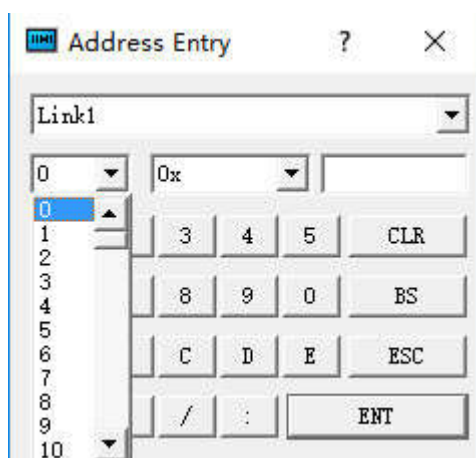 Address Entry ? ×
Link1
0 0x
0
1 3 4 5 CLR
2
3
4 8 9 0 BS
5
6 C D E ESC
7
8
9 / : ENT
10